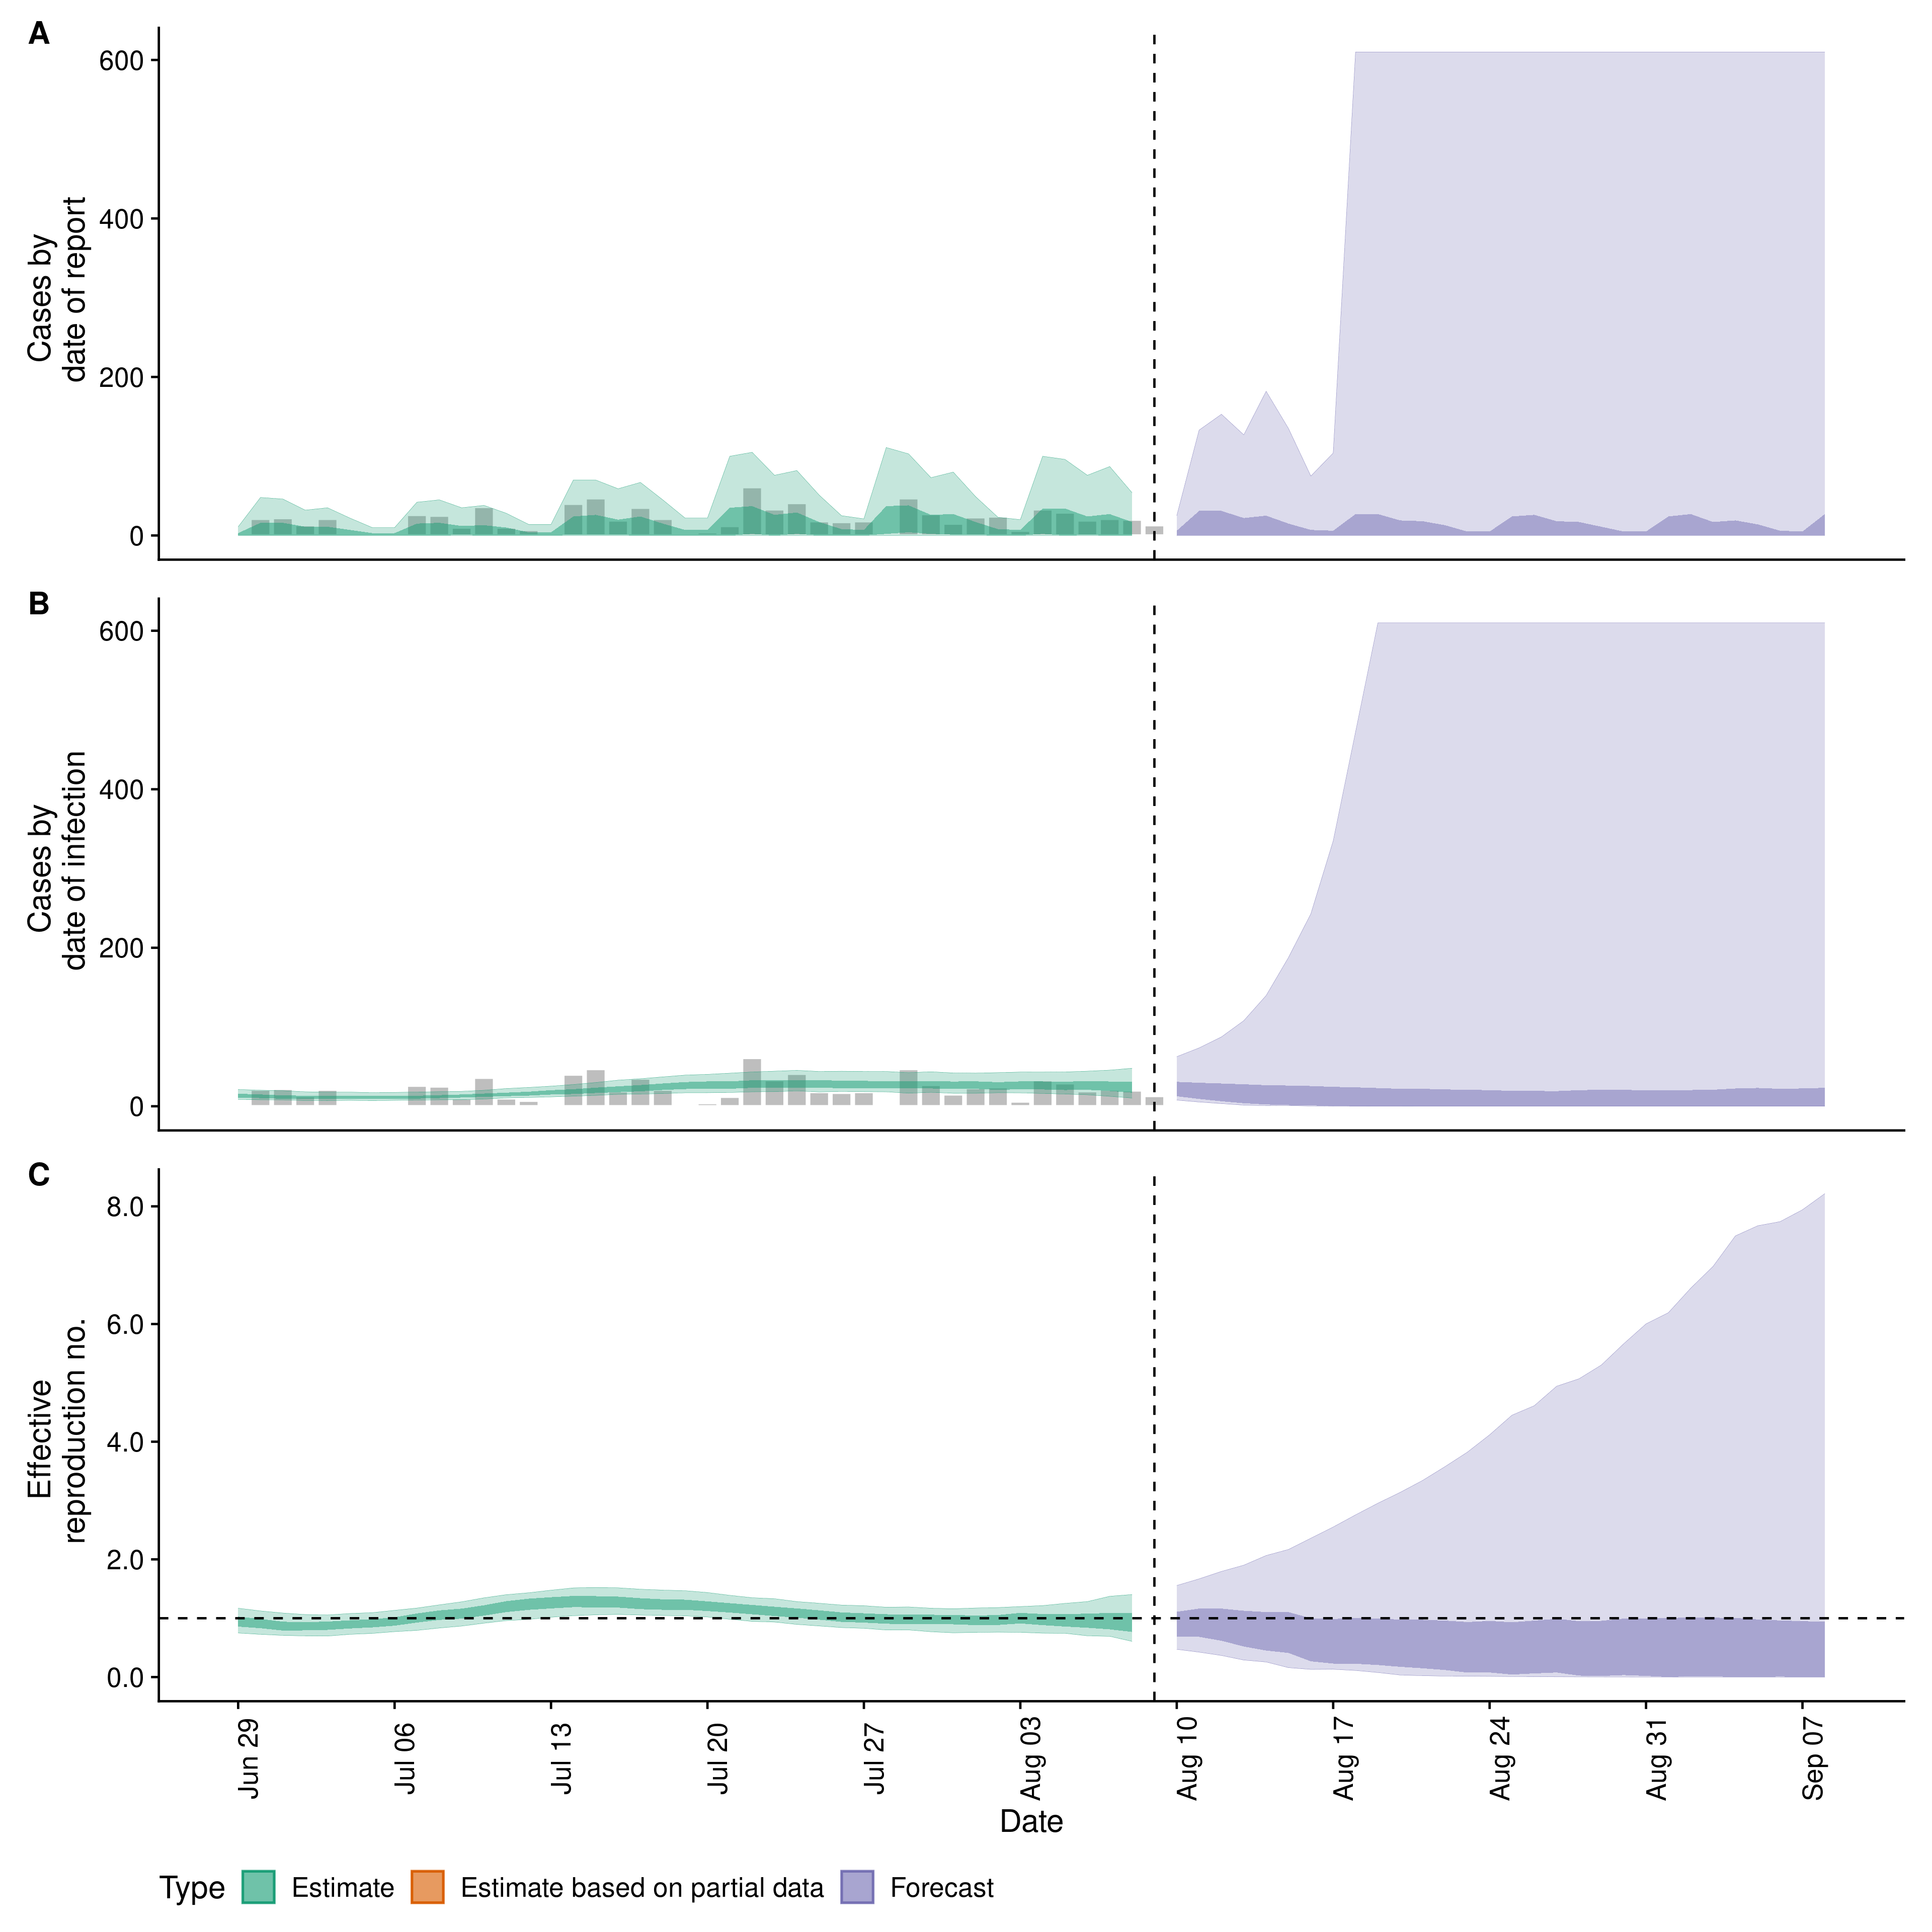 A
600
400
200
0
Cases by
date of report
B
600
400
200
0
Cases by
date of infection
C
8.0
6.0
4.0
2.0
0.0
Effective
reproduction no.
Jun 29
Jul 06
Jul 13
Jul 20
Jul 27
Aug 03
Aug 10
Aug 17
Aug 24
Aug 31
Sep 07
Date
Type Estimate Estimate based on partial data Forecast